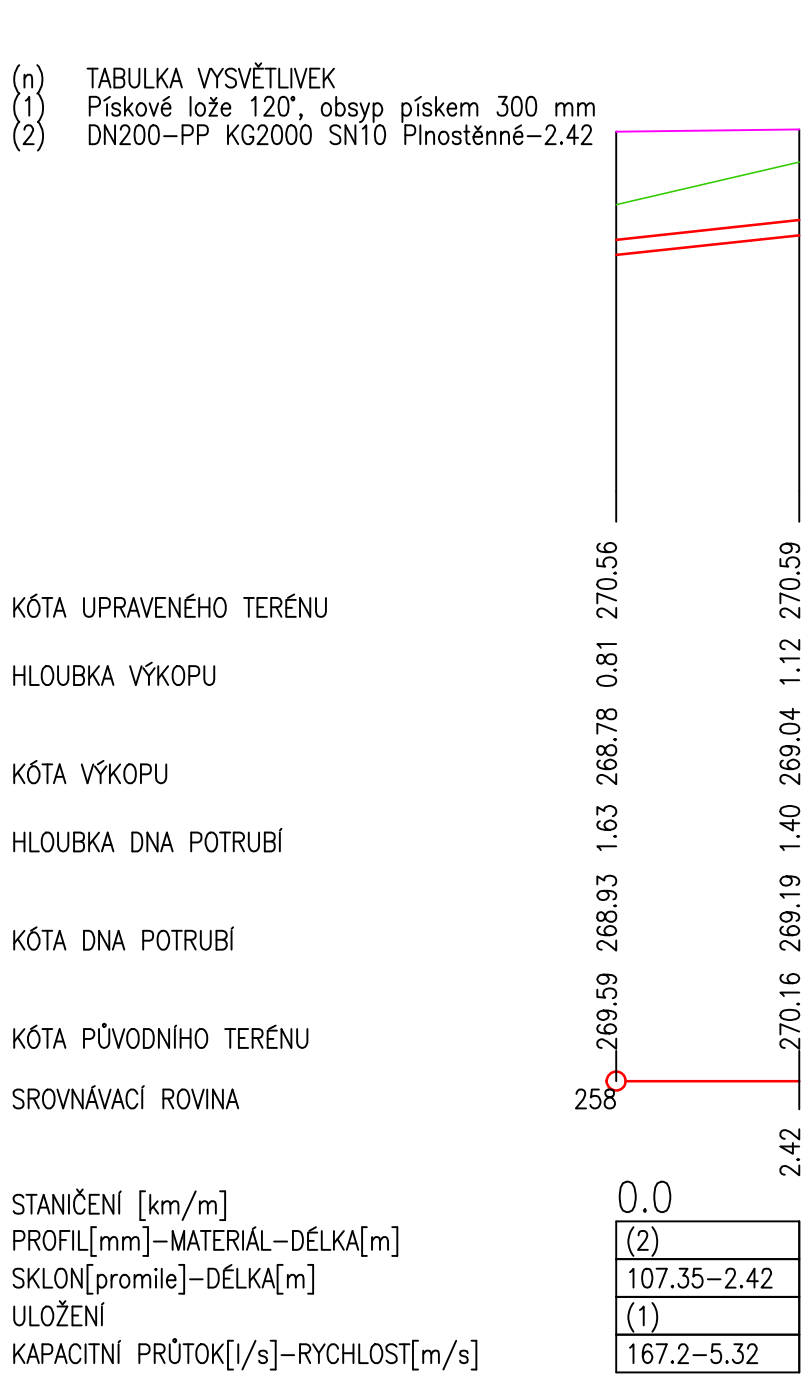 (n) TABULKA VYSVĚTLIVEK
(1) Pískové lože 120°, obsyp pískem 300 mm
(2) DN200-PP KG2000 SN10 Plnostěnné-2.42
KÓTA UPRAVENÉHO TERÉNU 270.56 270.59
HLOUBKA VÝKOPU 0.81 1.12
KÓTA VÝKOPU 268.78 269.04
HLOUBKA DNA POTRUBÍ 1.63 1.40
KÓTA DNA POTRUBÍ 268.93 269.19
KÓTA PŮVODNÍHO TERÉNU 269.59 270.16
SROVNÁVACÍ ROVINA 258
STANIČENÍ [km/m] 0.0 2.42
PROFIL[mm]-MATERIÁL-DÉLKA[m] (2)
SKLON[promile]-DÉLKA[m] 107.35-2.42
ULOŽENÍ (1)
KAPACITNÍ PRŮTOK[l/s]-RYCHLOST[m/s] 167.2-5.32